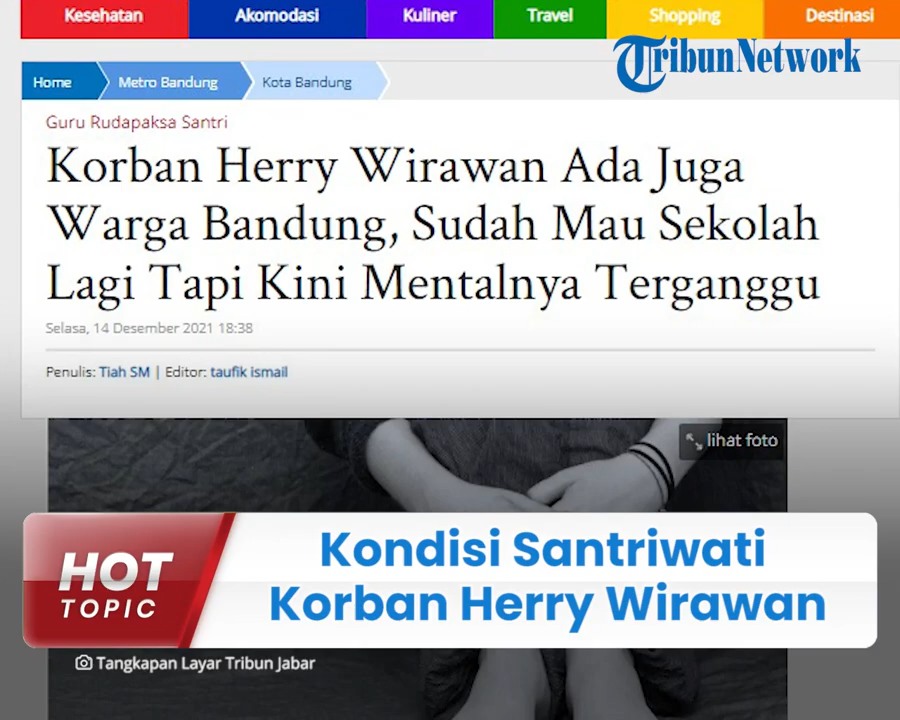 Kesehatan Akomodasi Kuliner Travel Shopping Destinasi
Tribun Network
Home Metro Bandung Kota Bandung
Guru Rudapaksa Santri
Korban Herry Wirawan Ada Juga
Warga Bandung, Sudah Mau Sekolah
Lagi Tapi Kini Mentalnya Terganggu
Selasa, 14 Desember 2021 18:38
Penulis: Tiah SM | Editor: taufik ismail
lihat foto
HOT
TOPIC
Kondisi Santriwati
Korban Herry Wirawan
Tangkapan Layar Tribun Jabar